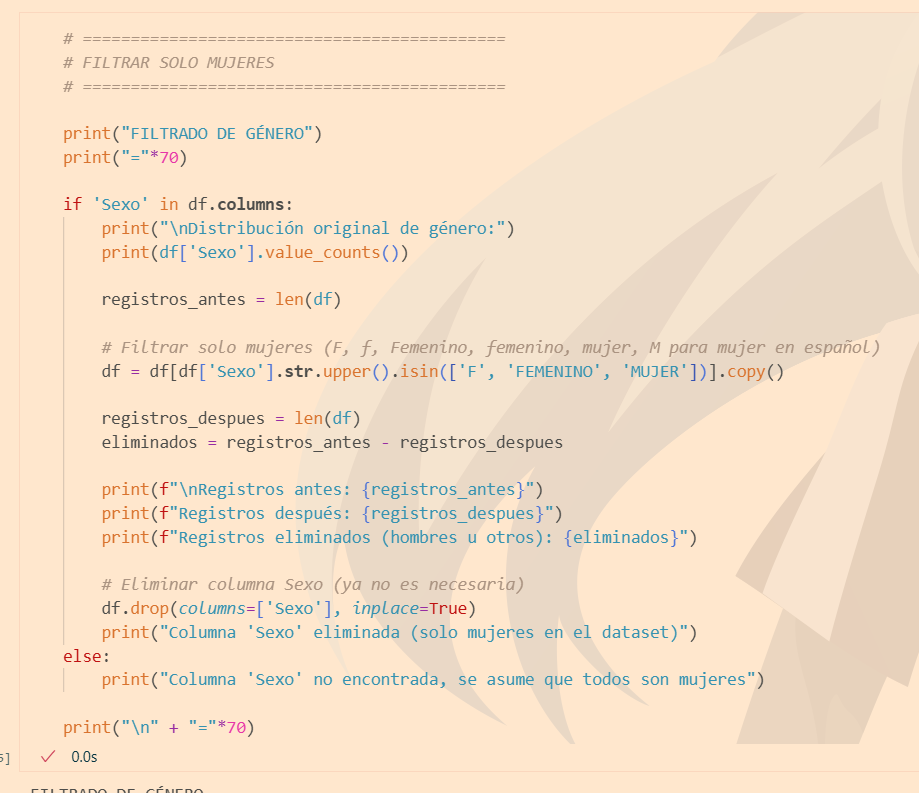 # ============================================
# FILTRAR SOLO MUJERES
# ============================================
print("FILTRADO DE GÉNERO")
print("="*70)
if 'Sexo' in df.columns:
print("\nDistribución original de género:")
print(df['Sexo'].value_counts())
registros_antes = len(df)
# Filtrar solo mujeres (F, f, Femenino, femenino, mujer, M para mujer en español)
df = df[df['Sexo'].str.upper().isin(['F', 'FEMENINO', 'MUJER'])].copy()
registros_despues = len(df)
eliminados = registros_antes - registros_despues
print(f"\nRegistros antes: {registros_antes}")
print(f"Registros después: {registros_despues}")
print(f"Registros eliminados (hombres u otros): {eliminados}")
# Eliminar columna Sexo (ya no es necesaria)
df.drop(columns=['Sexo'], inplace=True)
print("Columna 'Sexo' eliminada (solo mujeres en el dataset)")
else:
print("Columna 'Sexo' no encontrada, se asume que todos son mujeres")
print("\n" + "="*70)
✓ 0.0s
FILTRADO DE GÉNERO